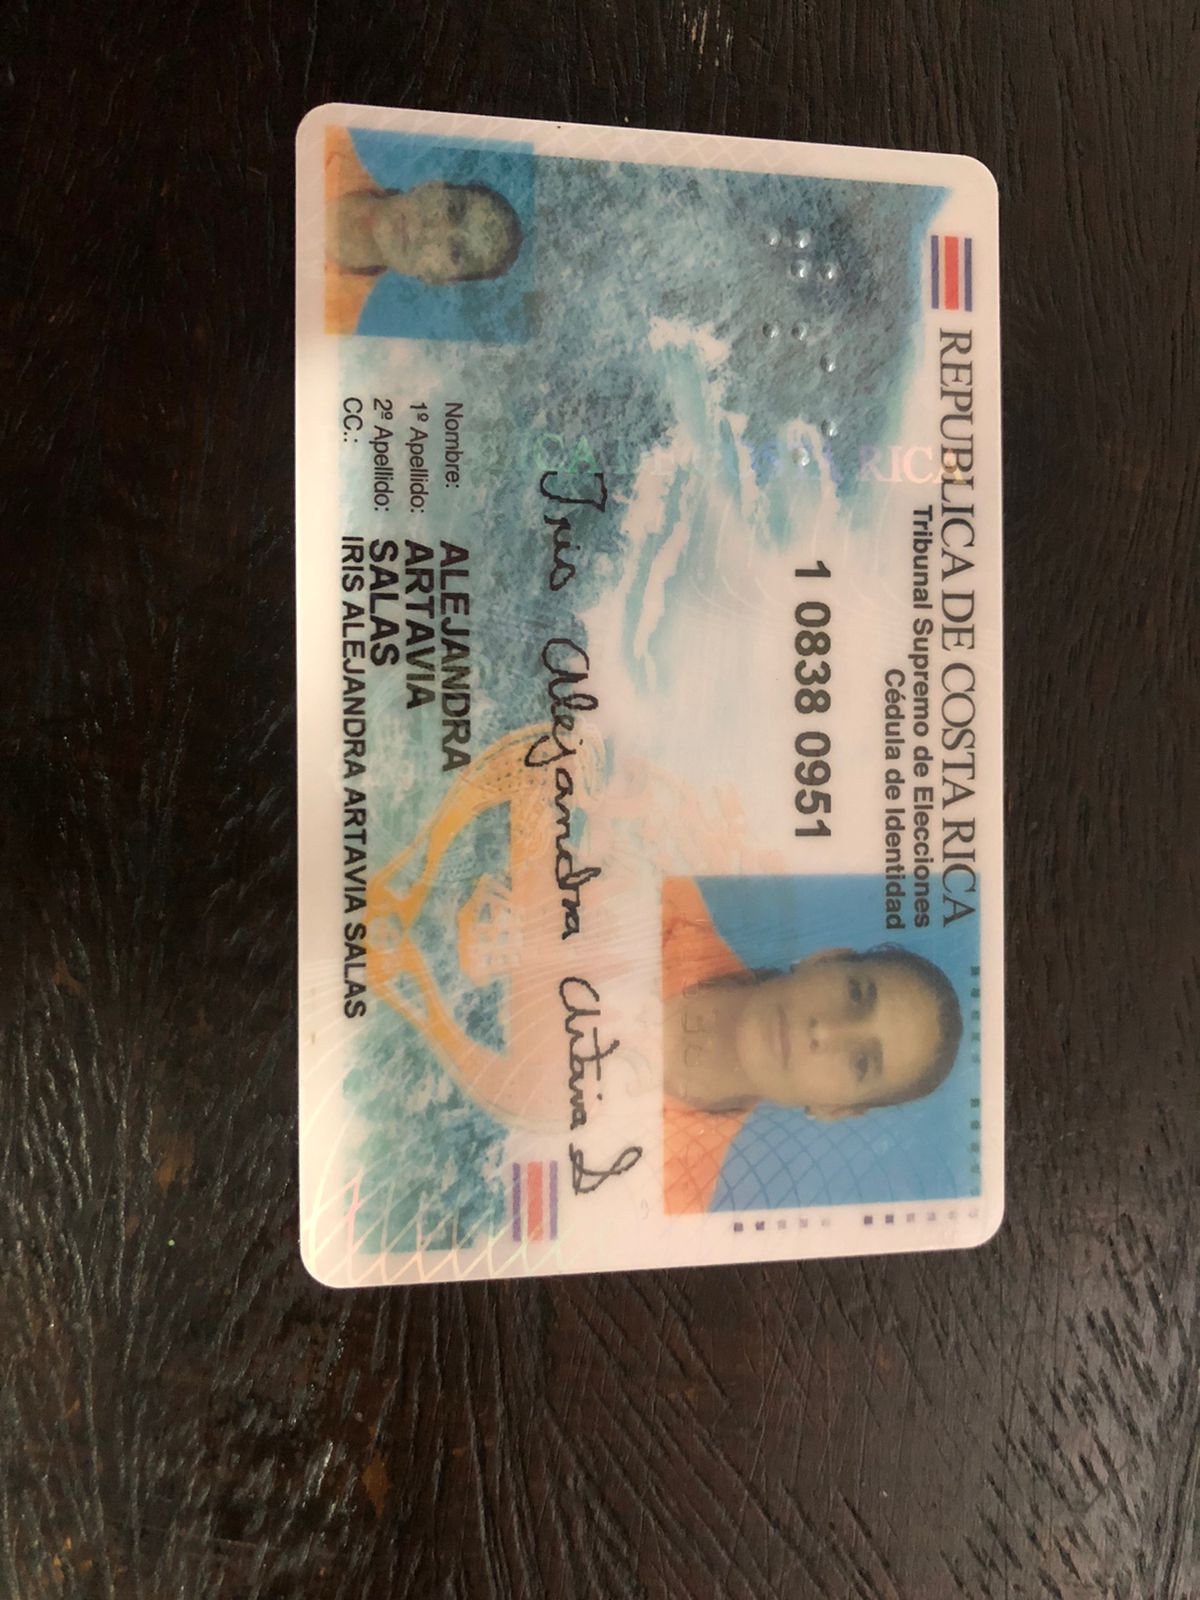 REPUBLICA DE COSTA RICA
Tribunal Supremo de Elecciones
Cédula de Identidad
1 0838 0951
Iris Alejandra Artavia S
Nombre: ALEJANDRA
1º Apellido: ARTAVIA
2º Apellido: SALAS
CC.: IRIS ALEJANDRA ARTAVIA SALAS